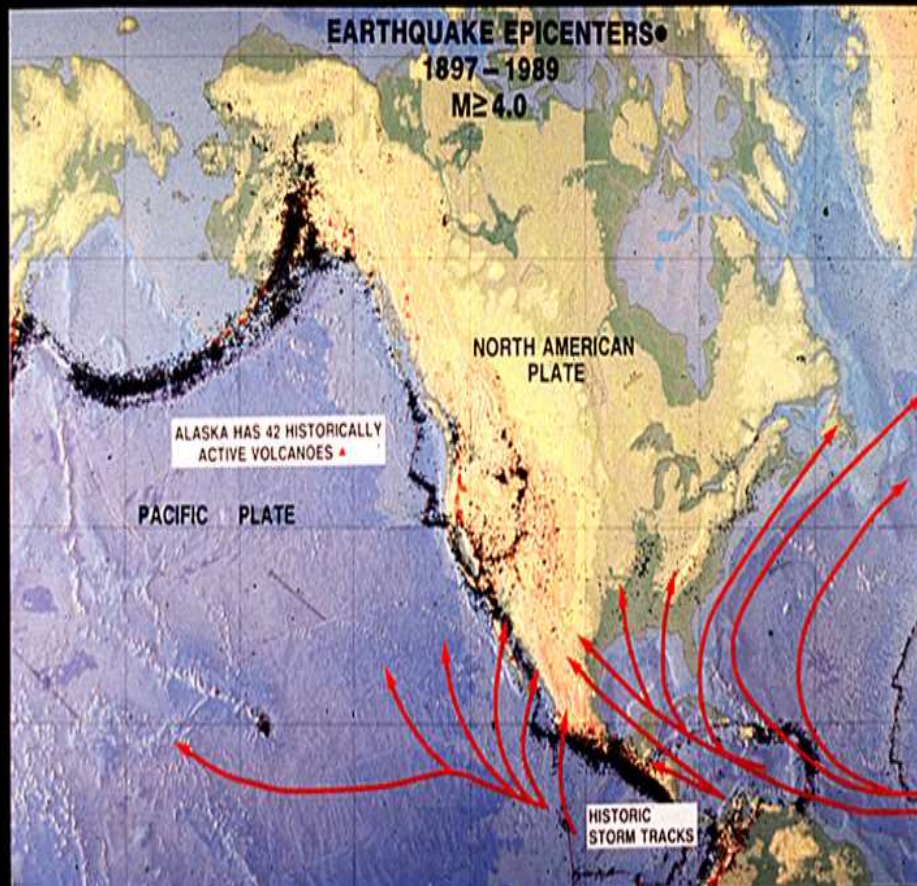 EARTHQUAKE EPICENTERS●
1897–1989
M≥4.0
NORTH AMERICAN
PLATE
ALASKA HAS 42 HISTORICALLY
ACTIVE VOLCANOES ▲
PACIFIC PLATE
HISTORIC
STORM TRACKS